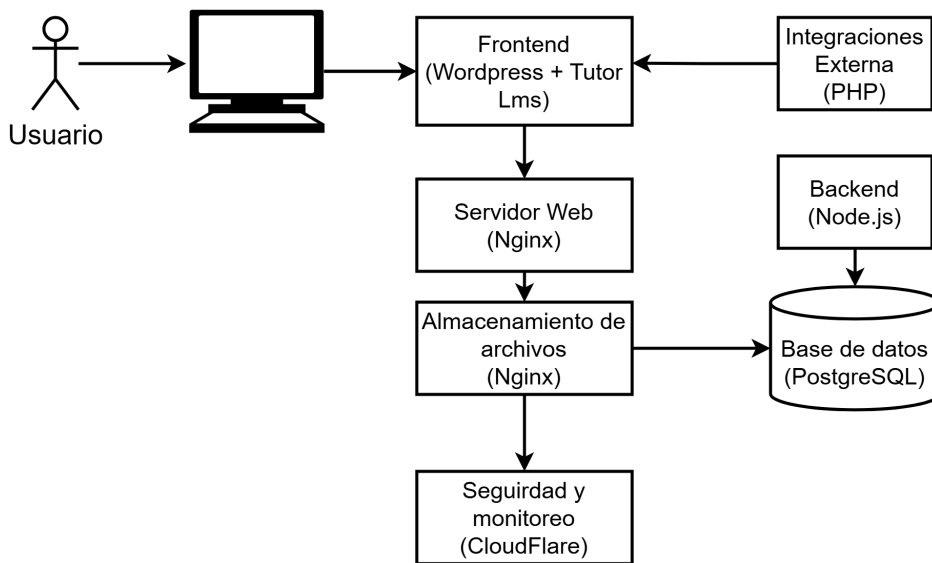 Usuario
Frontend
(Wordpress + Tutor
Lms)
Integraciones
Externa
(PHP)
Servidor Web
(Nginx)
Backend
(Node.js)
Almacenamiento de
archivos
(Nginx)
Base de datos
(PostgreSQL)
Seguirdad y
monitoreo
(CloudFlare)